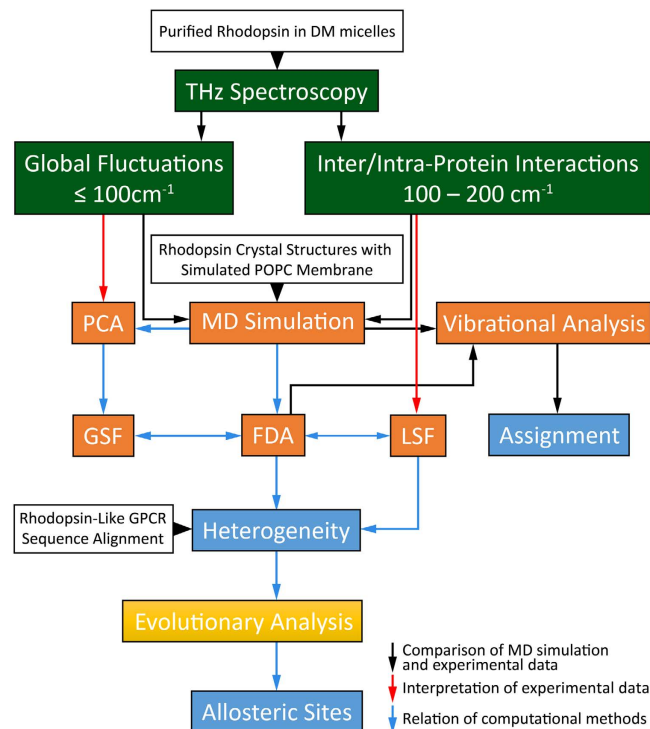 Purified Rhodopsin in DM micelles
THz Spectroscopy
Global Fluctuations
≤ 100cm⁻¹
Inter/Intra-Protein Interactions
100 – 200 cm⁻¹
Rhodopsin Crystal Structures with
Simulated POPC Membrane
PCA
MD Simulation
Vibrational Analysis
GSF
FDA
LSF
Assignment
Rhodopsin-Like GPCR
Sequence Alignment
Heterogeneity
Evolutionary Analysis
Allosteric Sites
Comparison of MD simulation
and experimental data
Interpretation of experimental data
Relation of computational methods